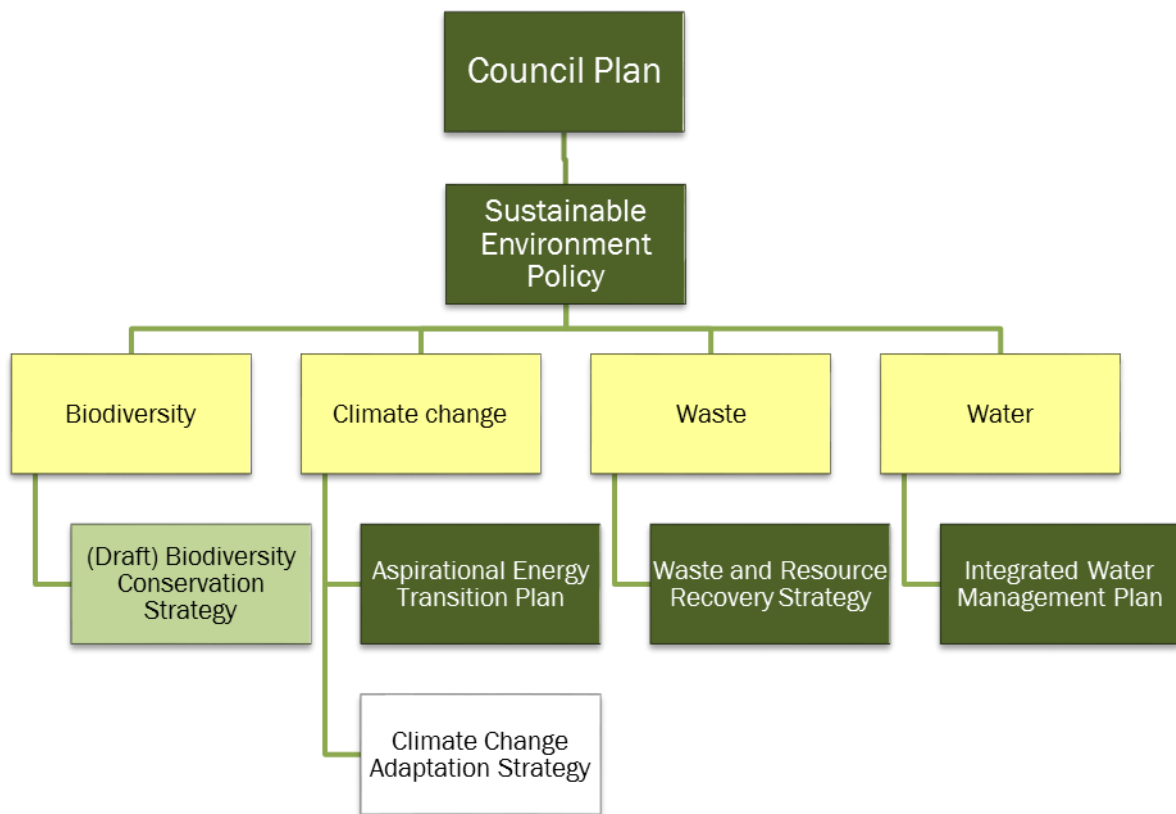 Council Plan
Sustainable
Environment
Policy
Biodiversity
Climate change
Waste
Water
(Draft) Biodiversity
Conservation
Strategy
Aspirational Energy
Transition Plan
Waste and Resource
Recovery Strategy
Integrated Water
Management Plan
Climate Change
Adaptation Strategy